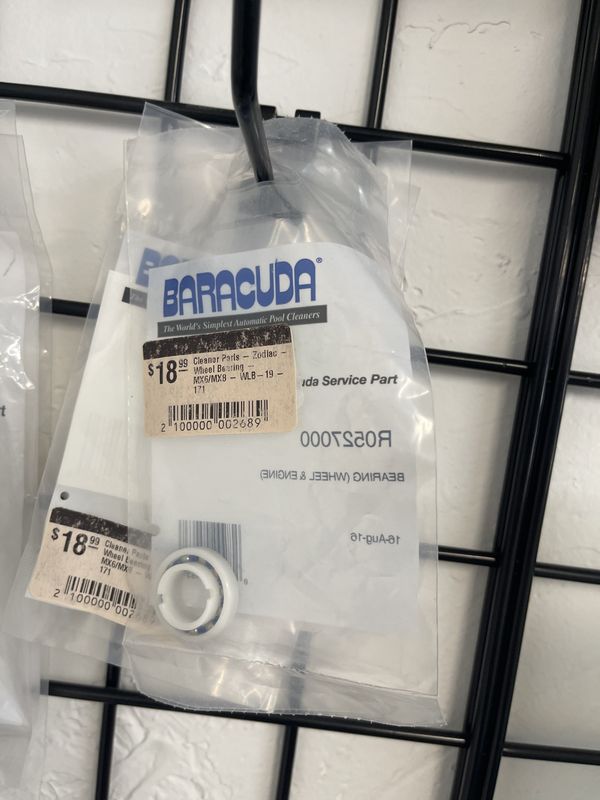 BARACUDA®
The World's Simplest Automatic Pool Cleaners
$18.99 Cleaner Parts - Zodiac -
Wheel Bearing -
MX6/MX8 - WLB-19-
171
2 100000 002689
uda Service Part
R0527000
BEARING (WHEEL & ENGINE)
16-Aug-16
$18.99 Cleaner Parts
Wheel Bearing
MX6/MX8
171
2 100000 002689